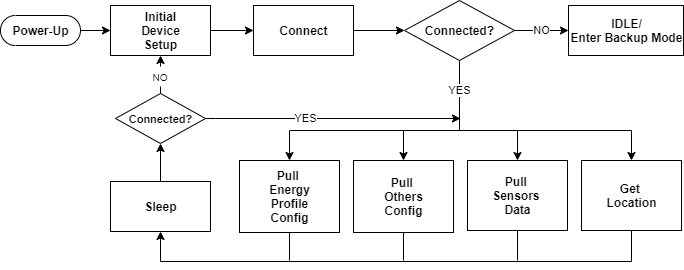 Power-Up
Initial
Device
Setup
Connect
Connected?
NO
IDLE/
Enter Backup Mode
NO
YES
Connected?
YES
Sleep
Pull
Energy
Profile
Config
Pull
Others
Config
Pull
Sensors
Data
Get
Location